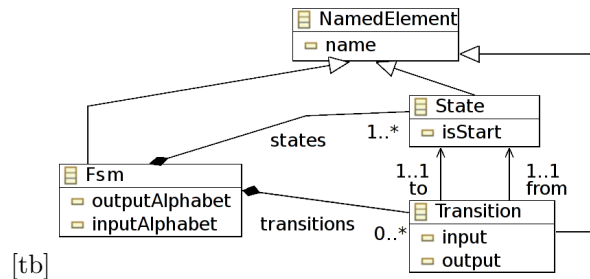 NamedElement
name
State
isStart
states
1..*
Fsm
outputAlphabet
inputAlphabet
1..1
to
1..1
from
transitions
0..*
Transition
input
output
[tb]